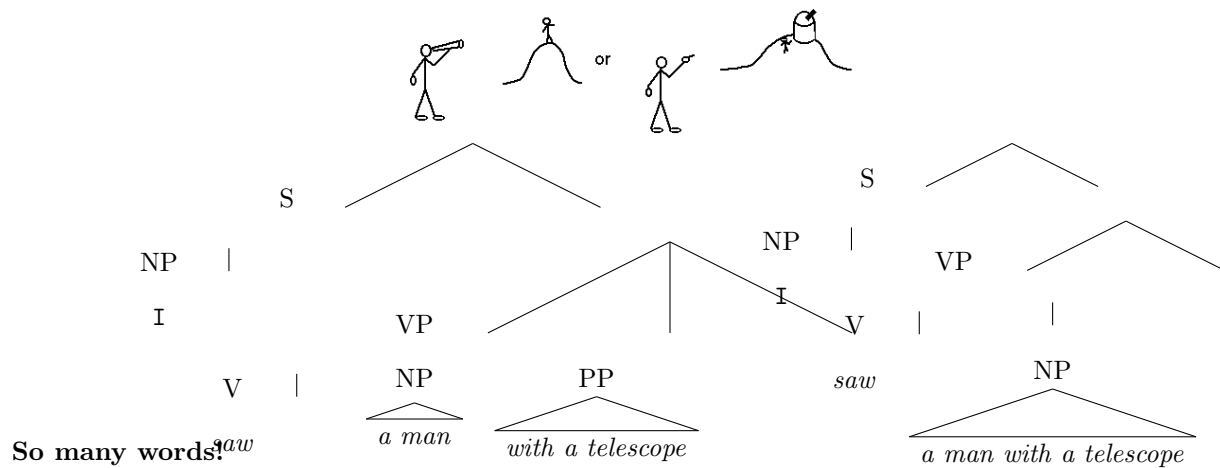 or
S S
NP NP
VP
I I
VP V
V NP PP saw NP
a man
So many words! saw with a telescope a man with a telescope